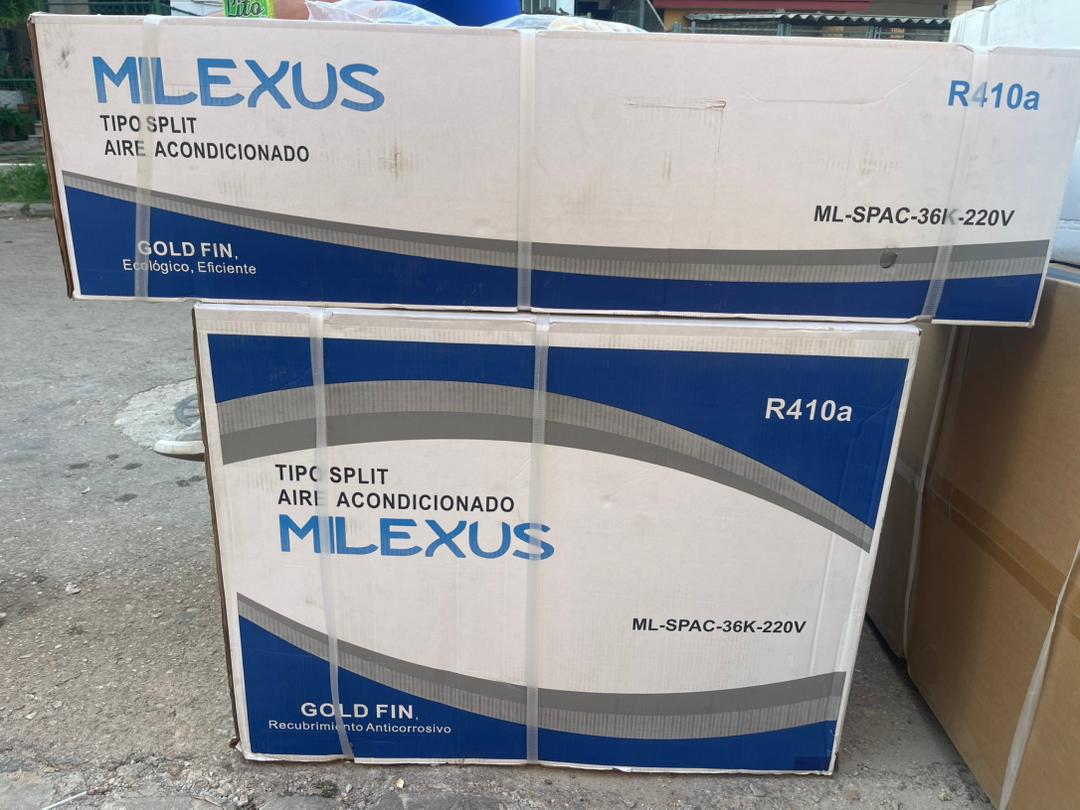 Lito
MILEXUS
R410a
TIPO SPLIT
AIRE ACONDICIONADO
ML-SPAC-36K-220V
GOLD FIN,
Ecológico, Eficiente
R410a
TIPO SPLIT
AIRE ACONDICIONADO
MILEXUS
ML-SPAC-36K-220V
GOLD FIN,
Recubrimiento Anticorrosivo